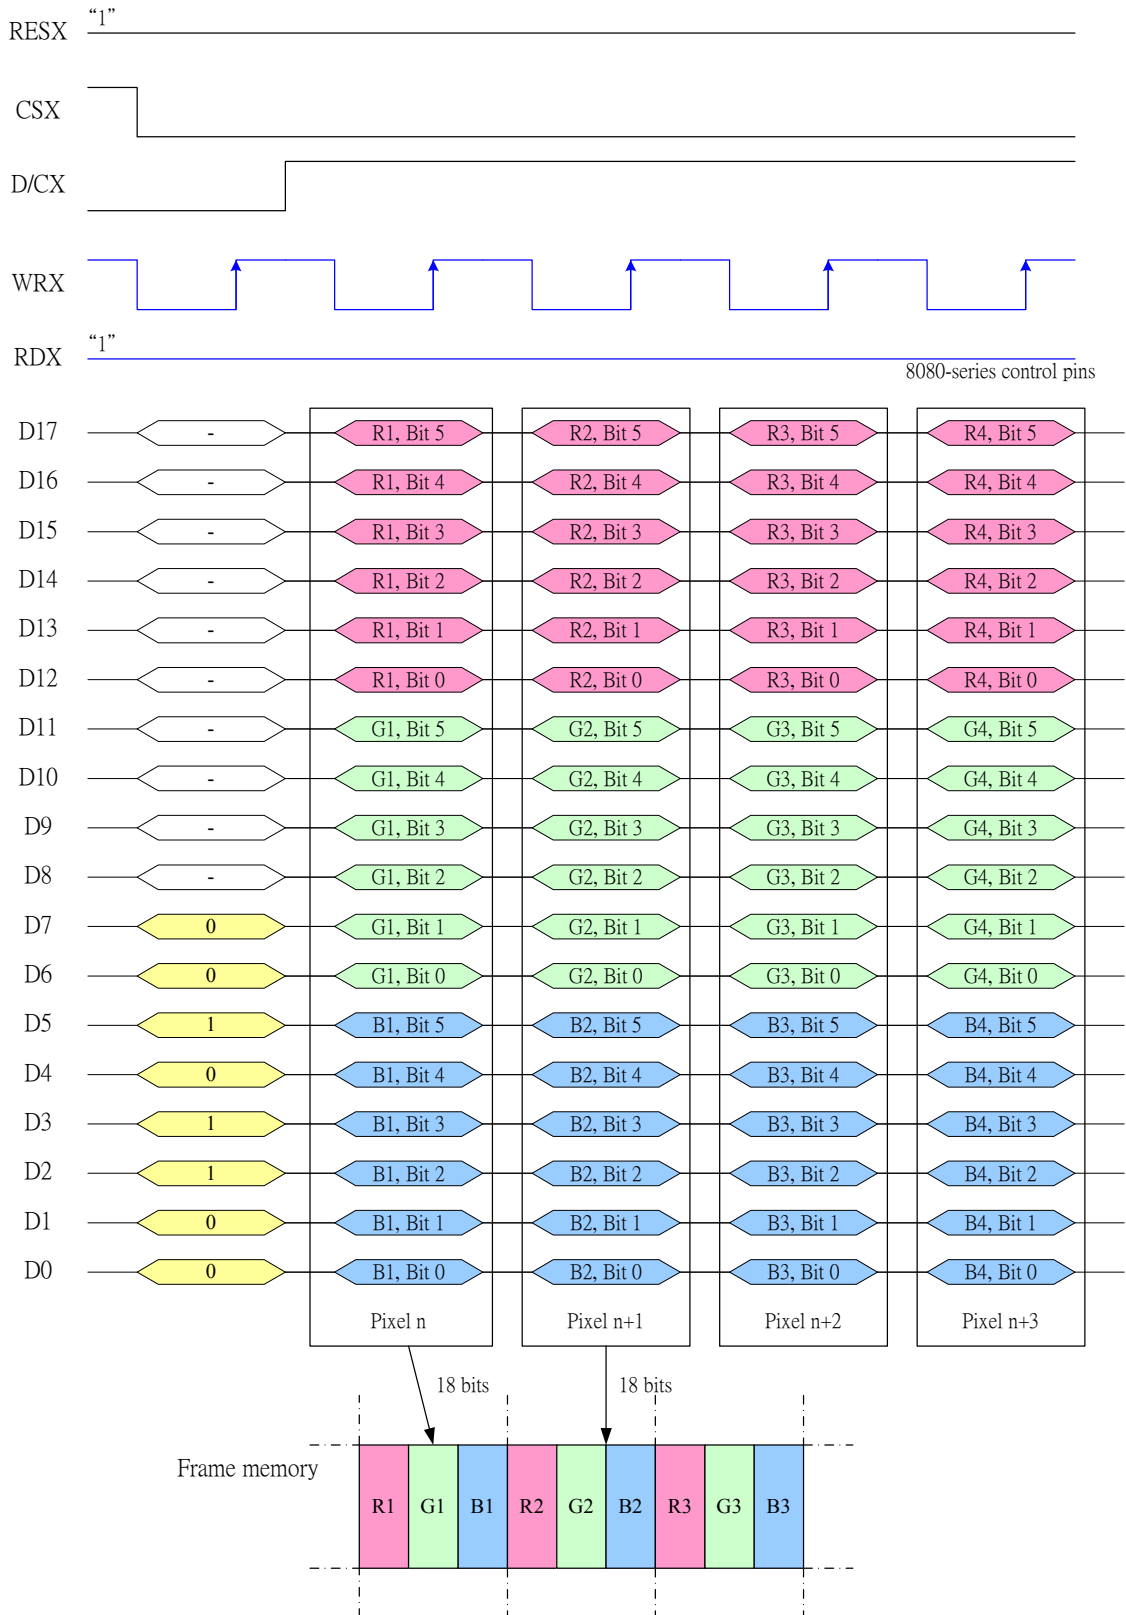 RESX “1”
CSX
D/CX
WRX
RDX “1”
8080-series control pins
D17 - R1, Bit 5 R2, Bit 5 R3, Bit 5 R4, Bit 5
D16 - R1, Bit 4 R2, Bit 4 R3, Bit 4 R4, Bit 4
D15 - R1, Bit 3 R2, Bit 3 R3, Bit 3 R4, Bit 3
D14 - R1, Bit 2 R2, Bit 2 R3, Bit 2 R4, Bit 2
D13 - R1, Bit 1 R2, Bit 1 R3, Bit 1 R4, Bit 1
D12 - R1, Bit 0 R2, Bit 0 R3, Bit 0 R4, Bit 0
D11 - G1, Bit 5 G2, Bit 5 G3, Bit 5 G4, Bit 5
D10 - G1, Bit 4 G2, Bit 4 G3, Bit 4 G4, Bit 4
D9 - G1, Bit 3 G2, Bit 3 G3, Bit 3 G4, Bit 3
D8 - G1, Bit 2 G2, Bit 2 G3, Bit 2 G4, Bit 2
D7 0 G1, Bit 1 G2, Bit 1 G3, Bit 1 G4, Bit 1
D6 0 G1, Bit 0 G2, Bit 0 G3, Bit 0 G4, Bit 0
D5 1 B1, Bit 5 B2, Bit 5 B3, Bit 5 B4, Bit 5
D4 0 B1, Bit 4 B2, Bit 4 B3, Bit 4 B4, Bit 4
D3 1 B1, Bit 3 B2, Bit 3 B3, Bit 3 B4, Bit 3
D2 1 B1, Bit 2 B2, Bit 2 B3, Bit 2 B4, Bit 2
D1 0 B1, Bit 1 B2, Bit 1 B3, Bit 1 B4, Bit 1
D0 0 B1, Bit 0 B2, Bit 0 B3, Bit 0 B4, Bit 0
Pixel n Pixel n+1 Pixel n+2 Pixel n+3
18 bits 18 bits
Frame memory
R1 G1 B1 R2 G2 B2 R3 G3 B3